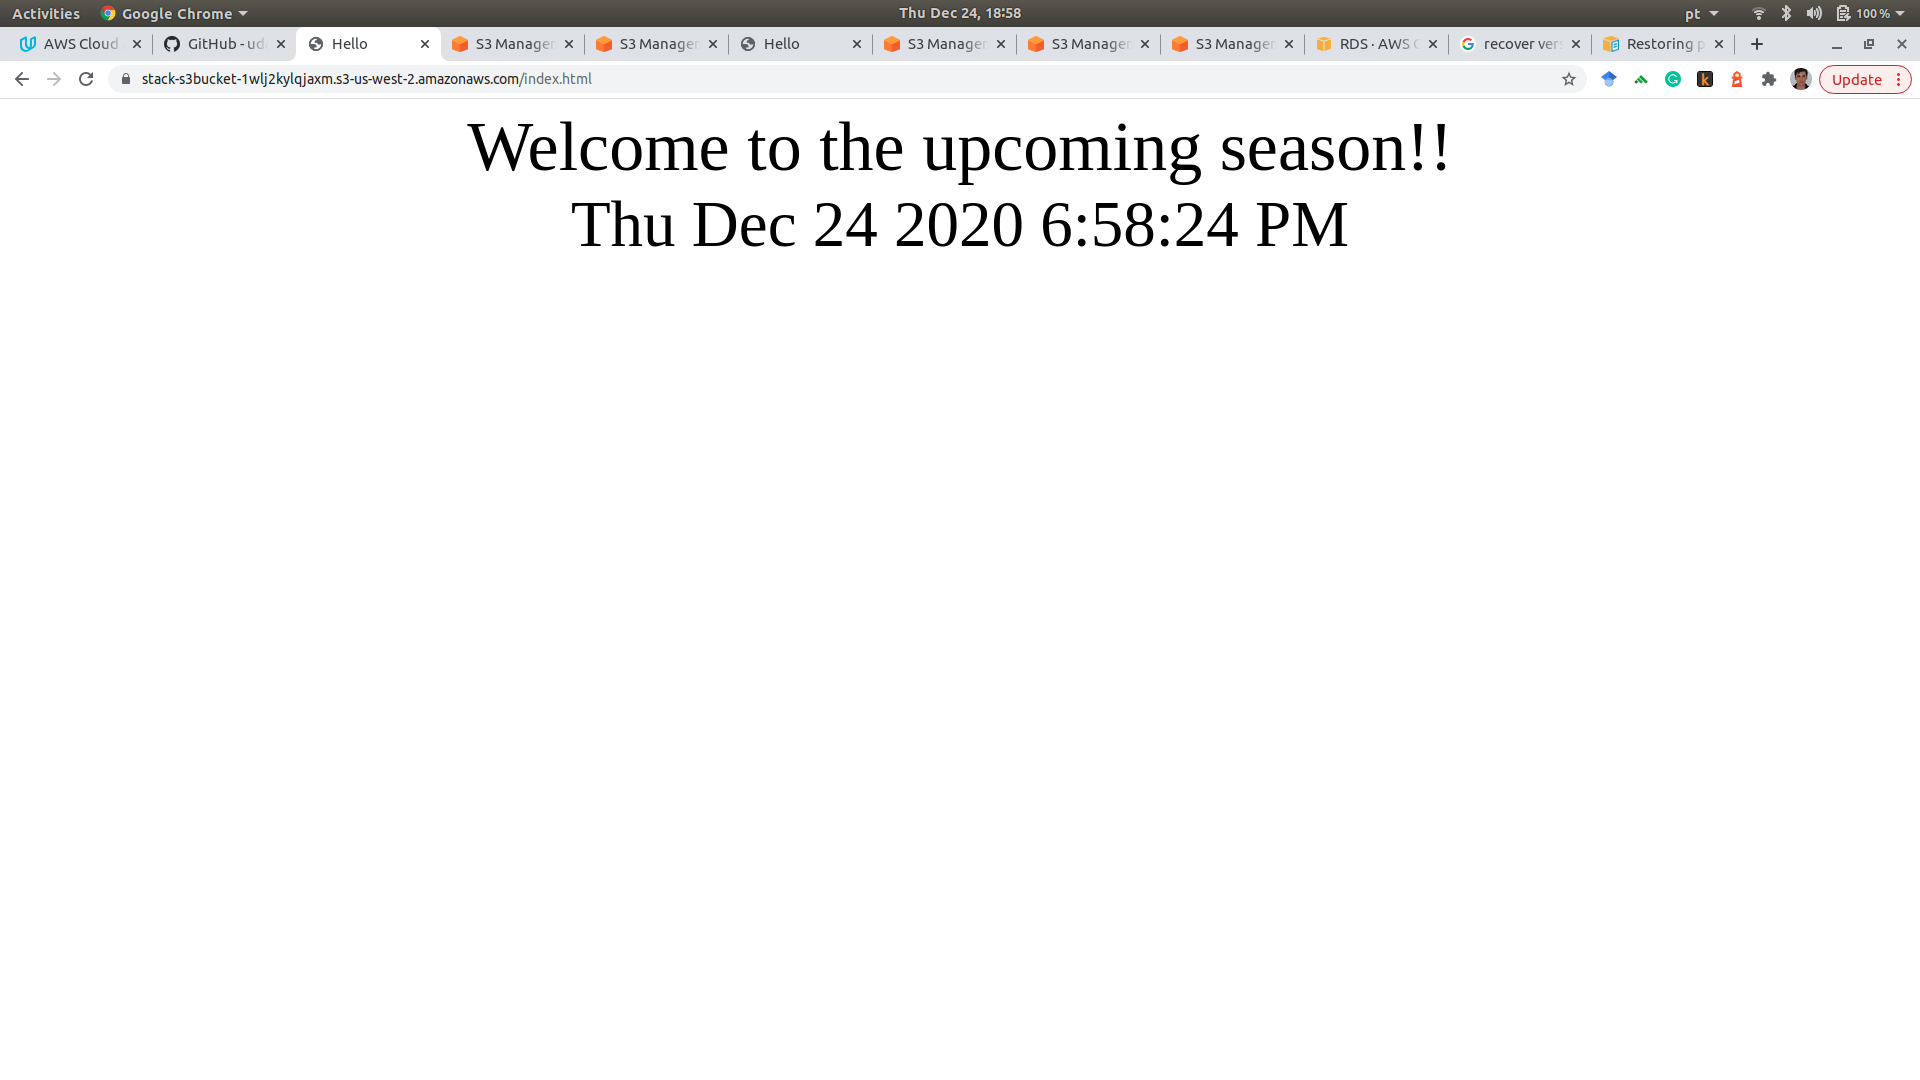 Activities Google Chrome Thu Dec 24, 18:58 pt 100 %
AWS Cloud GitHub - ud Hello S3 Manager S3 Manager Hello S3 Manager S3 Manager S3 Manager RDS · AWS C recover vers Restoring p
stack-s3bucket-1wlj2kylqjaxm.s3-us-west-2.amazonaws.com/index.html Update
Welcome to the upcoming season!!
Thu Dec 24 2020 6:58:24 PM